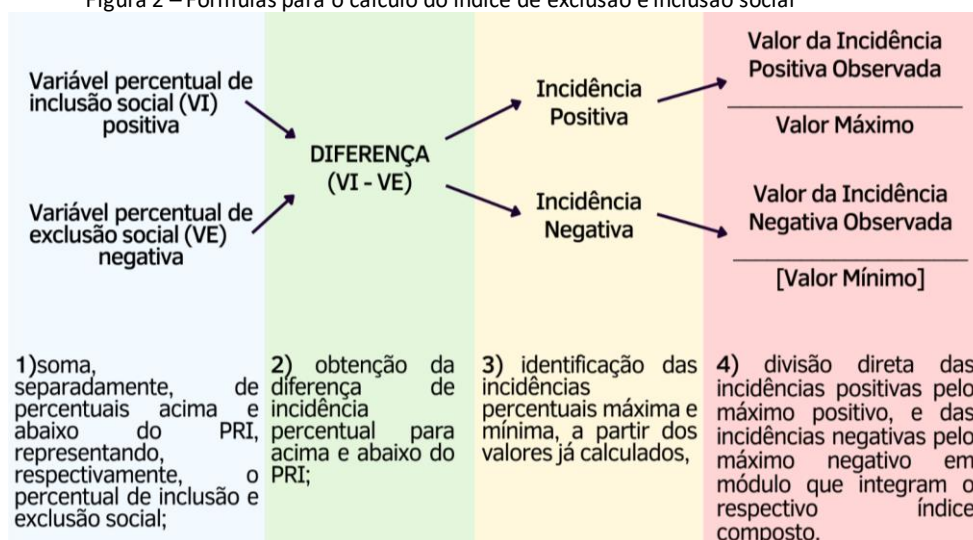 Figura 2 – Fórmulas para o cálculo do índice de exclusão e inclusão social
Variável percentual de
inclusão social (VI)
positiva
Variável percentual de
exclusão social (VE)
negativa
DIFERENÇA
(VI - VE)
Incidência
Positiva
Incidência
Negativa
Valor da Incidência
Positiva Observada
Valor Máximo
Valor da Incidência
Negativa Observada
[Valor Mínimo]
1)soma,
separadamente, de
percentuais acima e
abaixo do PRI,
representando,
respectivamente, o
percentual de inclusão e
exclusão social;
2) obtenção da
diferença de
incidência
percentual para
acima e abaixo do
PRI;
3) identificação das
incidências
percentuais máxima e
mínima, a partir dos
valores já calculados,
4) divisão direta das
incidências positivas pelo
máximo positivo, e das
incidências negativas pelo
máximo negativo em
módulo que integram o
respectivo índice
composto.